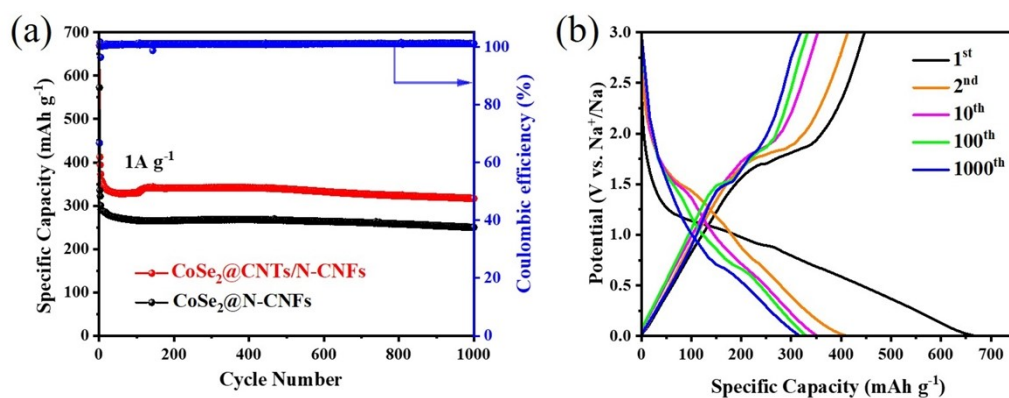 (a)
700
600
500
400
300
200
100
0
Specific Capacity (mAh g⁻¹)
1A g⁻¹
CoSe₂@CNTs/N-CNFs
CoSe₂@N-CNFs
0 200 400 600 800 1000
Cycle Number
100
80
60
40
20
0
Coulombic efficiency (%)
(b)
3.0
2.5
2.0
1.5
1.0
0.5
0.0
Potential (V vs. Na⁺/Na)
1ˢᵗ
2ⁿᵈ
10ᵗʰ
100ᵗʰ
1000ᵗʰ
0 100 200 300 400 500 600 700
Specific Capacity (mAh g⁻¹)